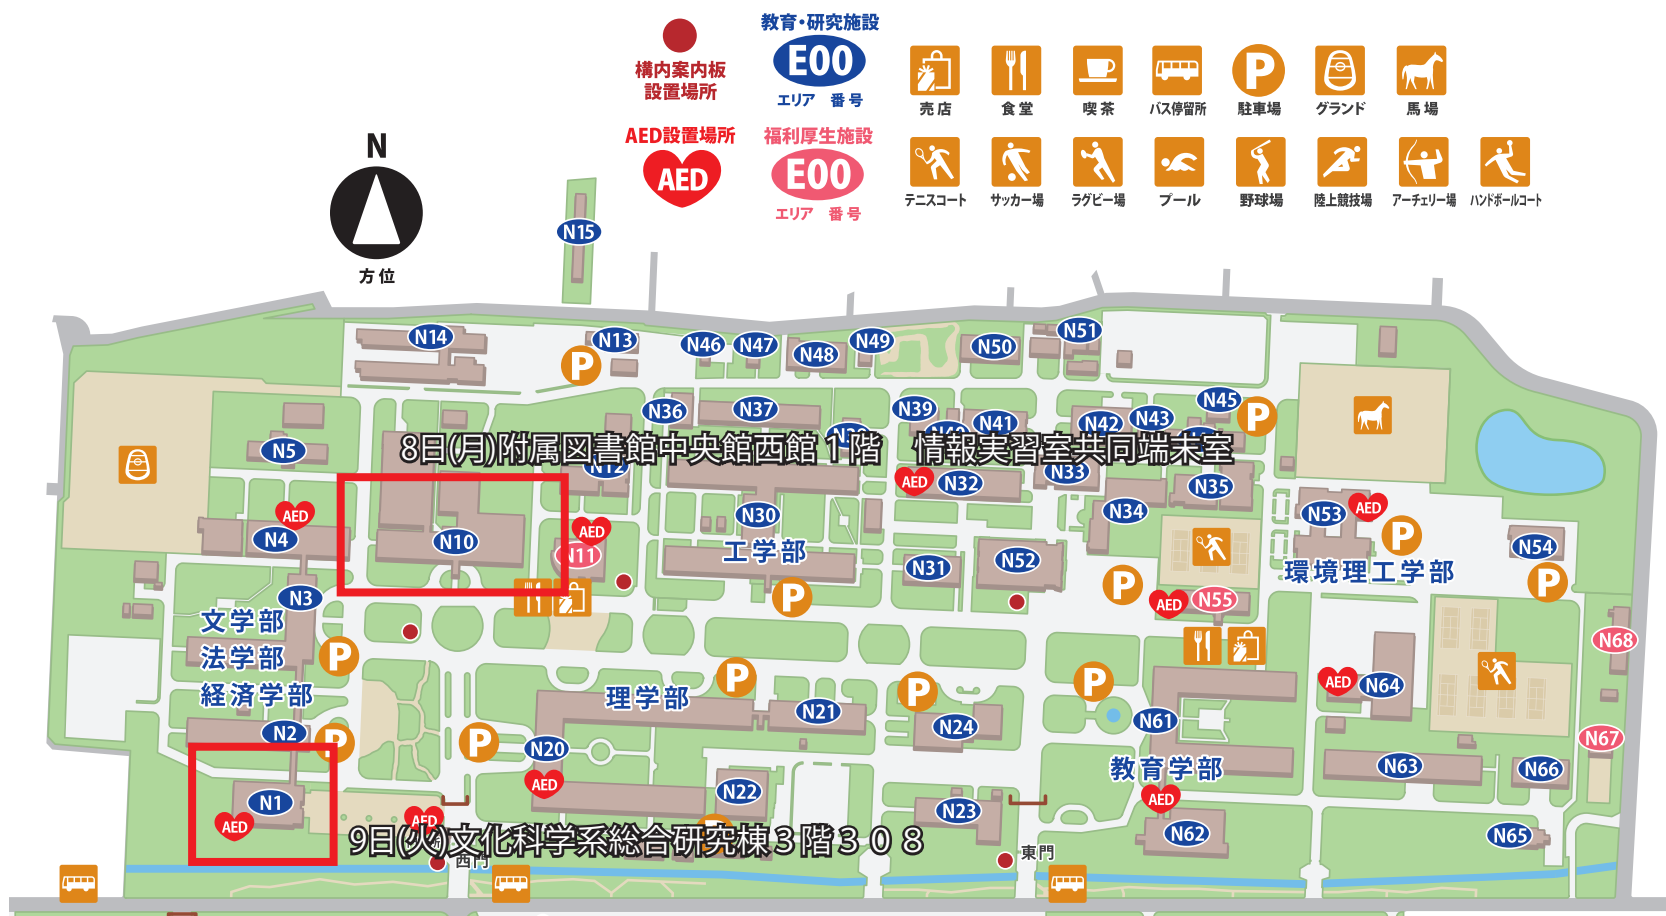 構内案内板
設置場所
教育・研究施設
E00
エリア 番号
売店
食堂
喫茶
バス停留所
駐車場
グランド
馬場
AED設置場所
AED
福利厚生施設
E00
エリア 番号
テニスコート
サッカー場
ラグビー場
プール
野球場
陸上競技場
アーチェリー場
ハンドボールコート
N
方位
N15
N14
N13
P
N46
N47
N48
N49
N50
N51
N36
N37
N39
N41
N42
N43
N45
P
N5
8日(月)附属図書館中央館西館 1階 情報実習室共同端末室
N12
N32
AED
N33
N35
N34
N53
AED
P
N54
P
AED
N4
N10
AED
N11
N30
工学部
N31
N52
環境理工学部
P
P
AED
N55
N3
文学部
法学部
経済学部
P
N68
理学部
P
N21
P
N24
P
N61
AED
N64
N2
P
P
N20
AED
N22
N23
教育学部
AED
N62
N63
N66
N67
N65
N1
AED
AED
P
9日(火)文化科学系総合研究棟3階308
西門
東門